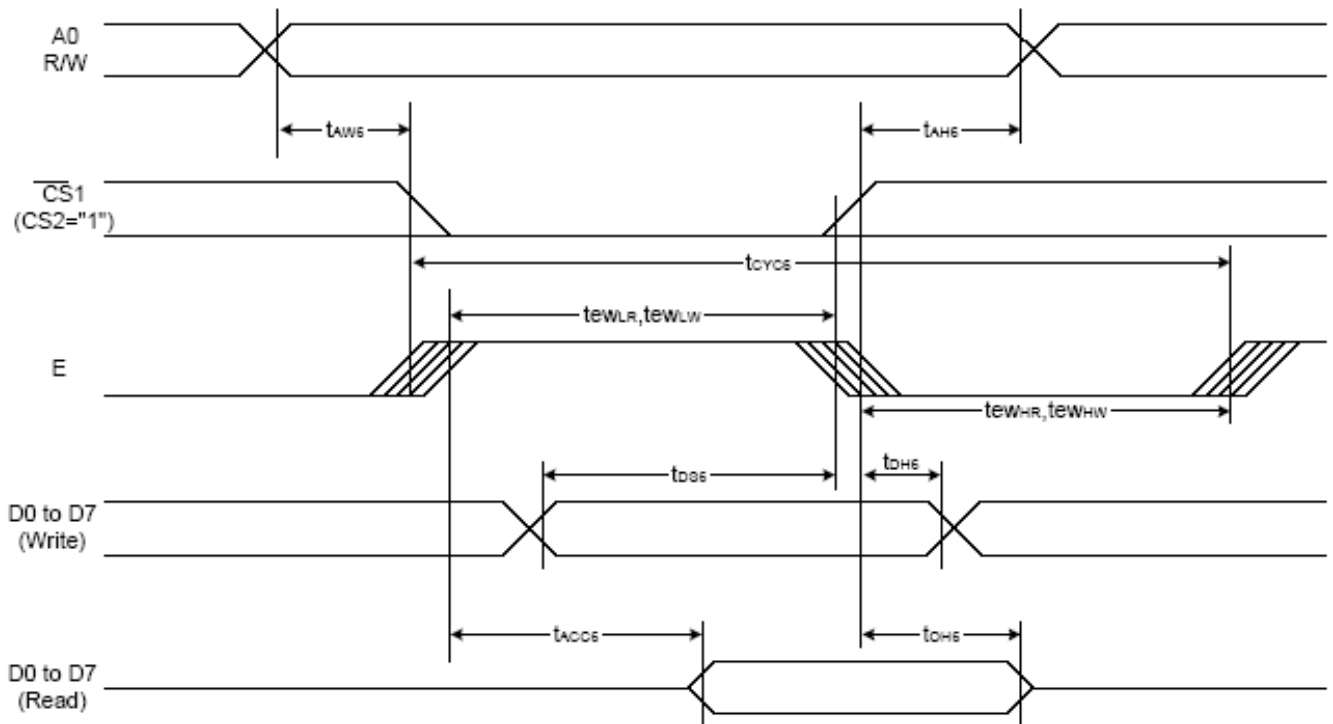 A0
R/W
tAW6
tAH6
CS1
(CS2="1")
tCYC6
tewLR,tewLW
E
tewHR,tewHW
tDS6
tDH6
D0 to D7
(Write)
tACC6
tOH6
D0 to D7
(Read)